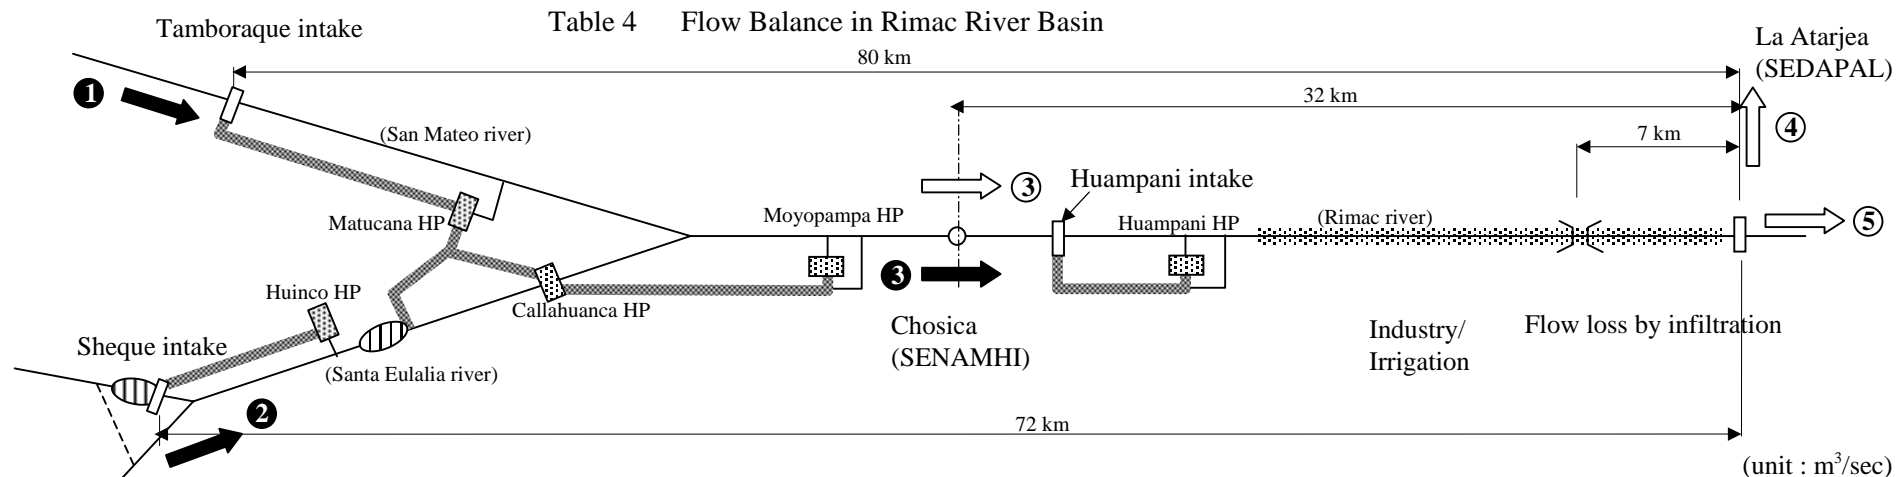 Table 4 Flow Balance in Rimac River Basin
Tamboraque intake
80 km
La Atarjea
(SEDAPAL)
1
32 km
(San Mateo river)
7 km
4
3
Huampani intake
Matucana HP
Moyopampa HP
Huampani HP
(Rimac river)
5
3
Huinco HP
Callahuanca HP
Chosica
(SENAMHI)
Industry/
Irrigation
Flow loss by infiltration
Sheque intake
(Santa Eulalia river)
2
72 km
(unit : m³/sec)